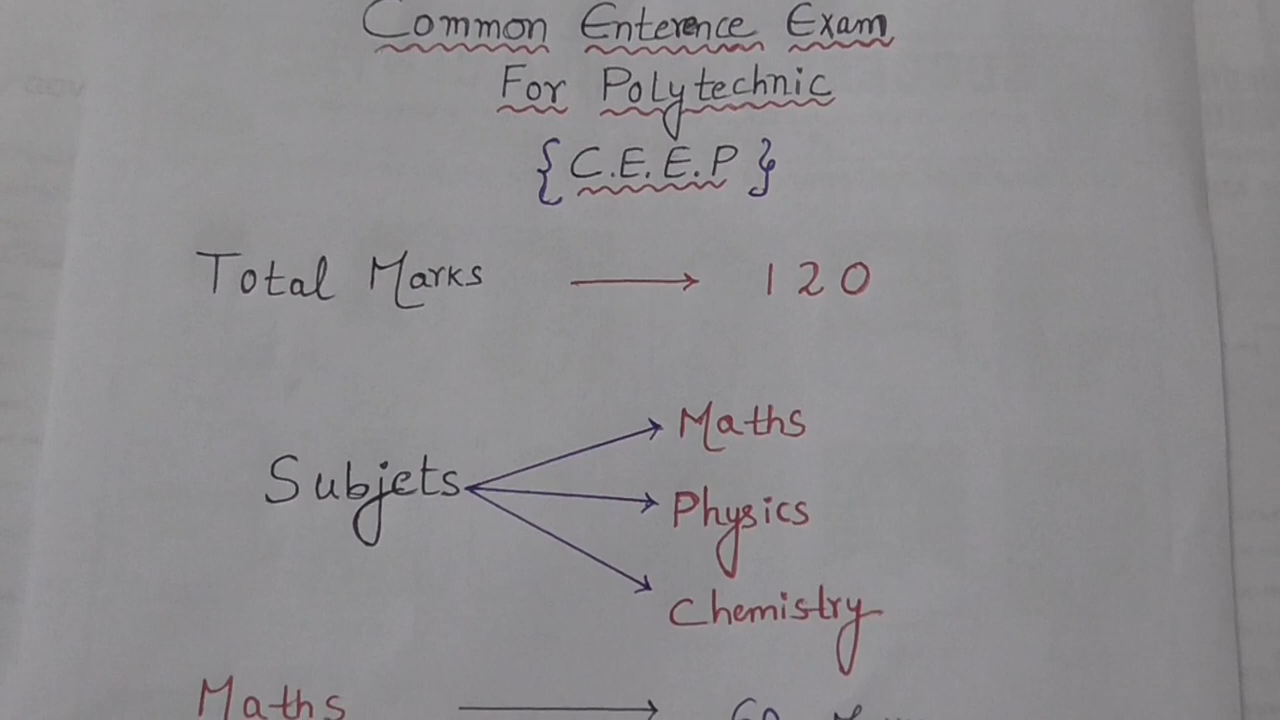 Common Enterence Exam
For Polytechnic
{C.E.E.P}
Total Marks → 120
Maths
Subjets
Physics
Chemistry
Maths →